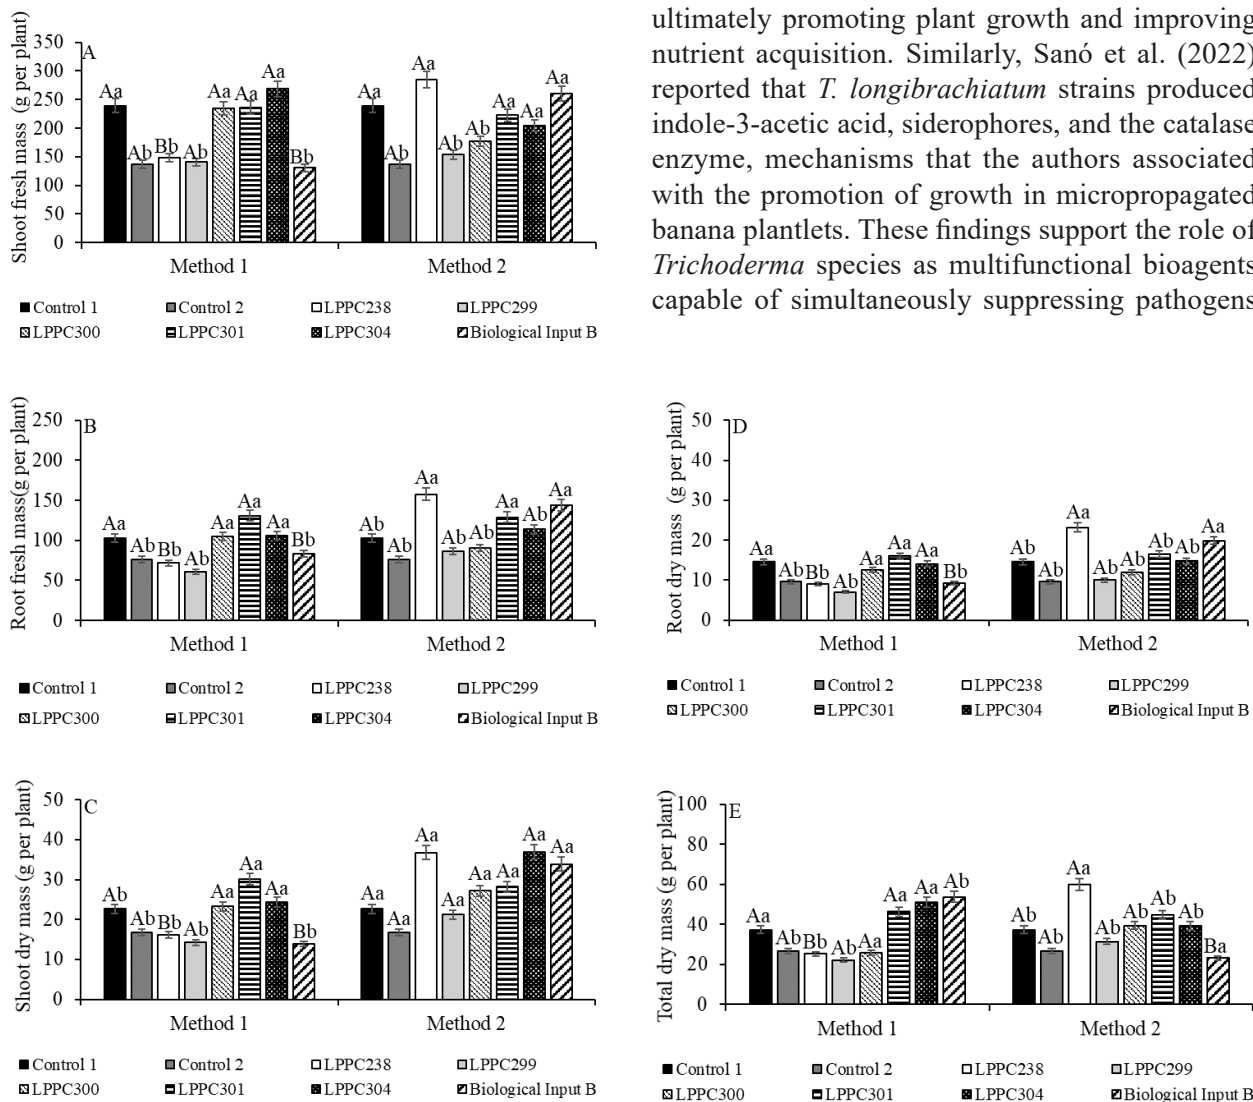 ultimately promoting plant growth and improving
nutrient acquisition. Similarly, Sanó et al. (2022)
reported that T. longibrachiatum strains produced
indole-3-acetic acid, siderophores, and the catalase
enzyme, mechanisms that the authors associated
with the promotion of growth in micropropagated
banana plantlets. These findings support the role of
Trichoderma species as multifunctional bioagents
capable of simultaneously suppressing pathogens
A
Shoot fresh mass (g per plant)
350
300
250
200
150
100
50
0
Aa Ab Bb Ab Aa Aa Aa Bb
Aa Ab Aa Ab Ab Aa Aa Aa
Method 1 Method 2
Control 1 Control 2 LPPC238 LPPC299
LPPC300 LPPC301 LPPC304 Biological Input B
B
Root fresh mass(g per plant)
250
200
150
100
50
0
Aa Ab Bb Ab Aa Aa Aa Bb
Ab Ab Aa Ab Ab Aa Ab Aa
Method 1 Method 2
Control 1 Control 2 LPPC238 LPPC299
LPPC300 LPPC301 LPPC304 Biological Input B
C
Shoot dry mass (g per plant)
50
40
30
20
10
0
Ab Ab Bb Ab Aa Aa Aa Bb
Aa Aa Aa Aa Aa Aa Aa Aa
Method 1 Method 2
Control 1 Control 2 LPPC238 LPPC299
LPPC300 LPPC301 LPPC304 Biological Input B
D
Root dry mass (g per plant)
50
40
30
20
10
0
Aa Ab Bb Ab Aa Aa Aa Bb
Ab Ab Aa Ab Ab Ab Ab Aa
Method 1 Method 2
Control 1 Control 2 LPPC238 LPPC299
LPPC300 LPPC301 LPPC304 Biological Input B
E
Total dry mass (g per plant)
100
80
60
40
20
0
Aa Ab Bb Ab Aa Aa Aa Ab
Ab Ab Aa Ab Ab Ab Ab Ba
Method 1 Method 2
Control 1 Control 2 LPPC238 LPPC299
LPPC300 LPPC301 LPPC304 Biological Input B